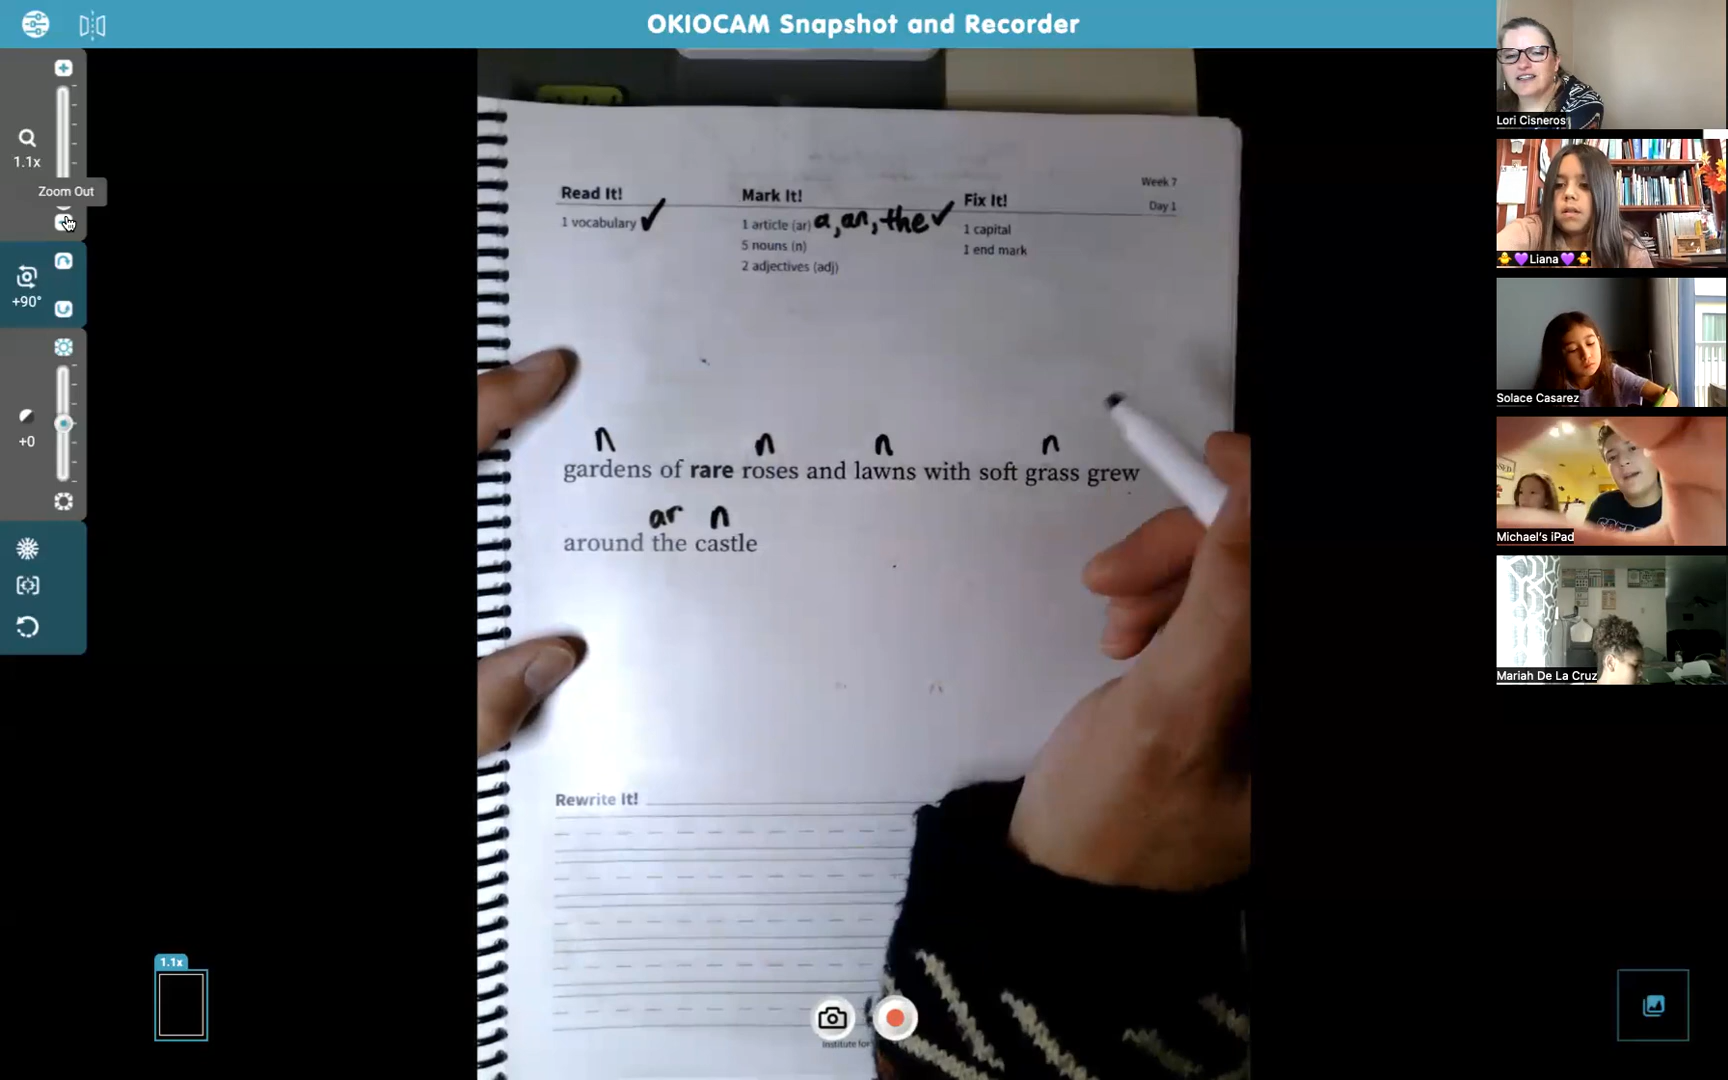 OKIOCAM Snapshot and Recorder
1.1x
Zoom Out
+90°
+0
1.1x
Week 7
Day 1
Read It!
1 vocabulary ✓
Mark It!
1 article (ar) a, an, the ✓
5 nouns (n)
2 adjectives (adj)
Fix It!
1 capital
1 end mark
n n n n
gardens of rare roses and lawns with soft grass grew
ar n
around the castle
Rewrite It!
Institute for
Lori Cisneros
🐥💜Liana💜🐥
Solace Casarez
Michael's iPad
Mariah De La Cruz